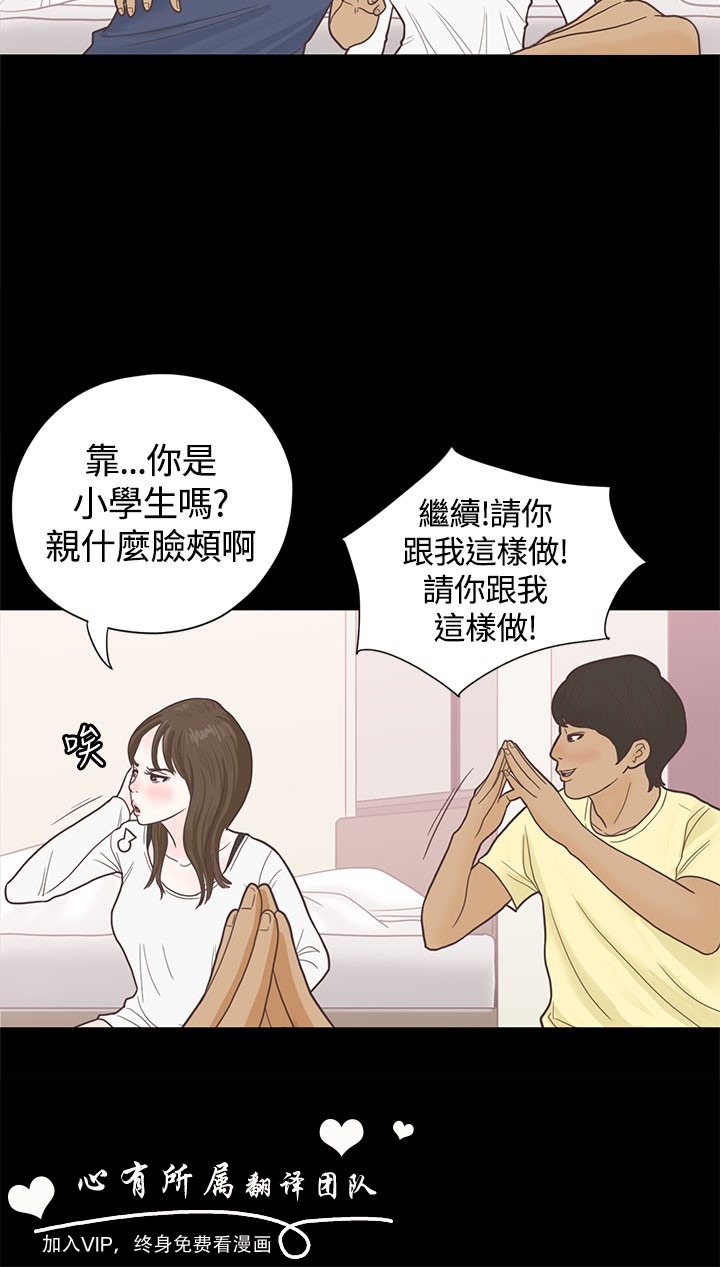 靠...你是
小學生嗎?
親什麼臉頰啊
繼續!請你
跟我這樣做!
請你跟我
這樣做!
唉
心有所属翻译团队
加入VIP，终身免费看漫画